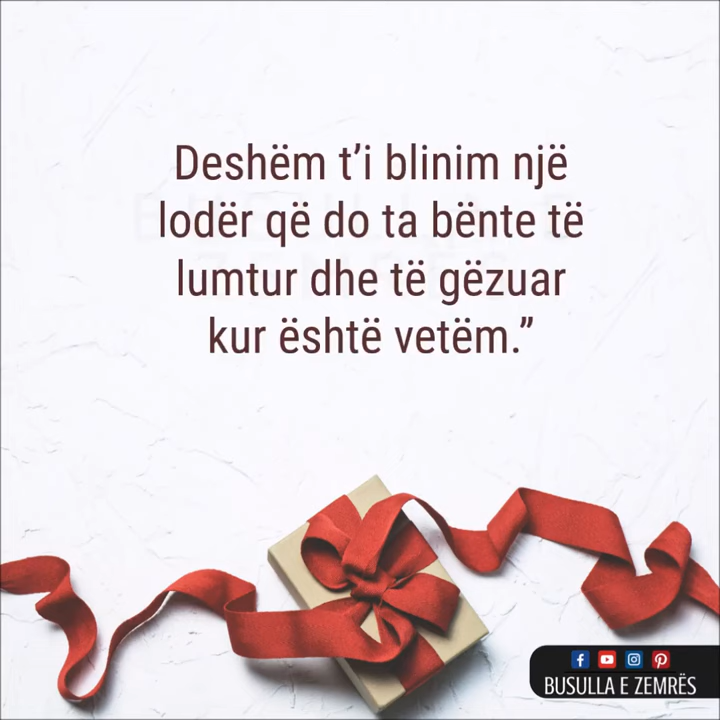 Deshëm t’i blinim një
lodër që do ta bënte të
lumtur dhe të gëzuar
kur është vetëm.”
BUSULLA E ZEMRËS